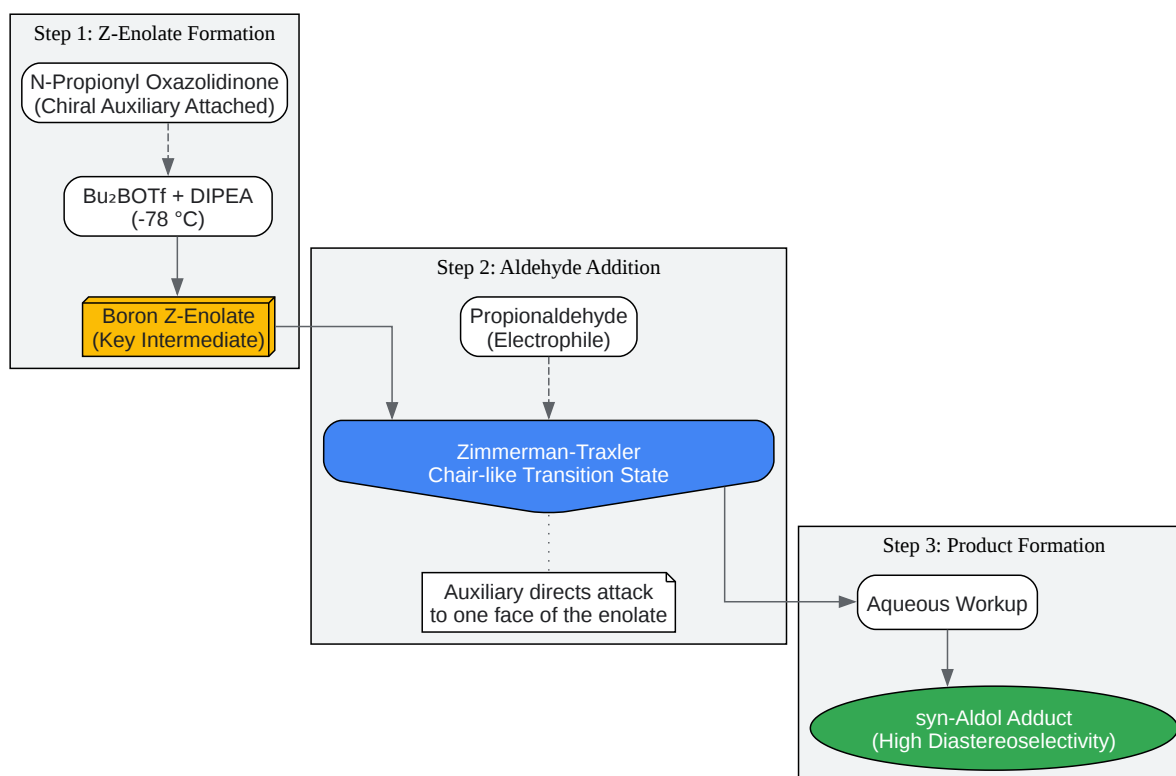 Step 1: Z-Enolate Formation
N-Propionyl Oxazolidinone
(Chiral Auxiliary Attached)
Bu₂BOTf + DIPEA
(-78 °C)
Boron Z-Enolate
(Key Intermediate)
Step 2: Aldehyde Addition
Propionaldehyde
(Electrophile)
Zimmerman-Traxler
Chair-like Transition State
Auxiliary directs attack
to one face of the enolate
Step 3: Product Formation
Aqueous Workup
syn-Aldol Adduct
(High Diastereoselectivity)